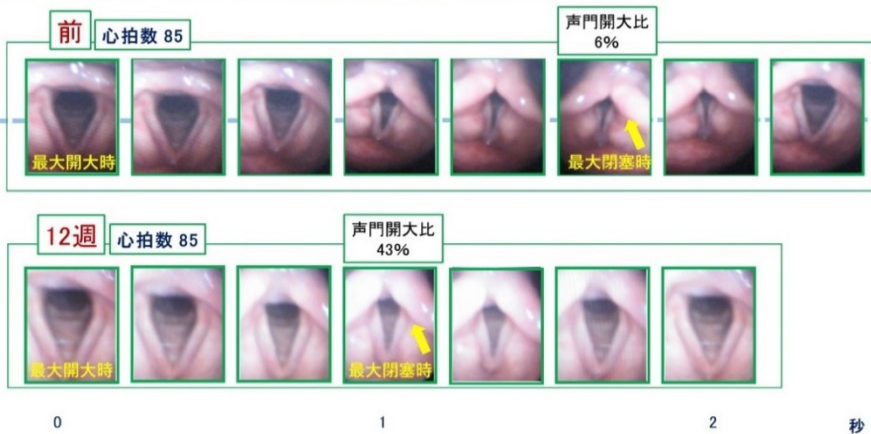 前
心拍数 85
声門開大比
6%
最大開大時
最大閉塞時
12週
心拍数 85
声門開大比
43%
最大開大時
最大閉塞時
0 1 2 秒